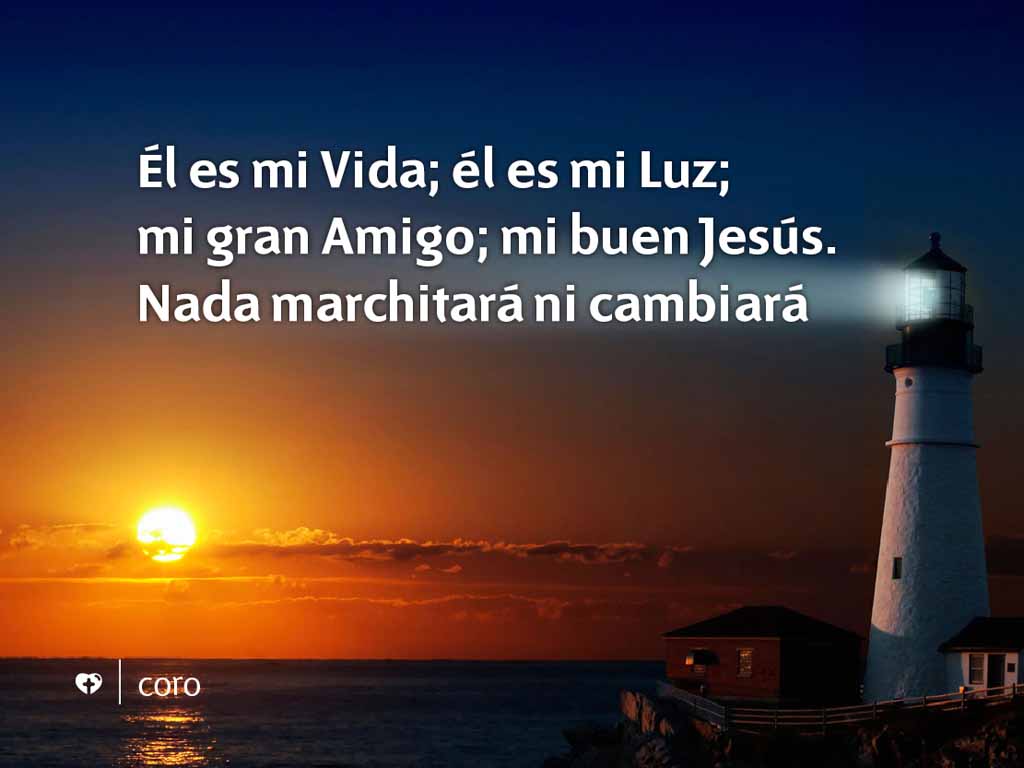 Él es mi Vida; él es mi Luz;
mi gran Amigo; mi buen Jesús.
Nada marchitará ni cambiará
coro